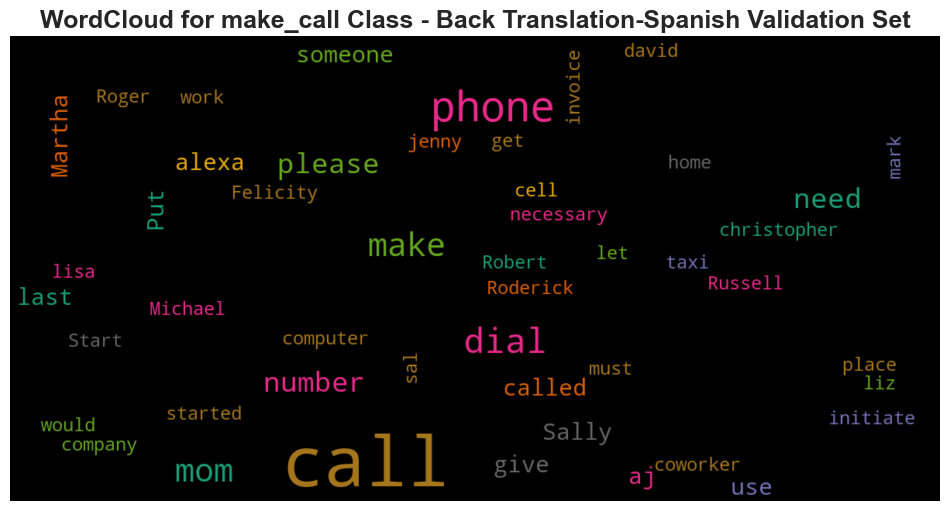 WordCloud for make_call Class - Back Translation-Spanish Validation Set
someone
david
invoice
Roger
work
phone
Martha
jenny
get
mark
alexa
please
home
Felicity
cell
need
Put
necessary
christopher
make
let
Robert
taxi
lisa
Russell
Roderick
last
Michael
Start
computer
dial
sal
must
place
number
called
liz
started
initiate
would
Sally
company
call
give
coworker
mom
aj
use